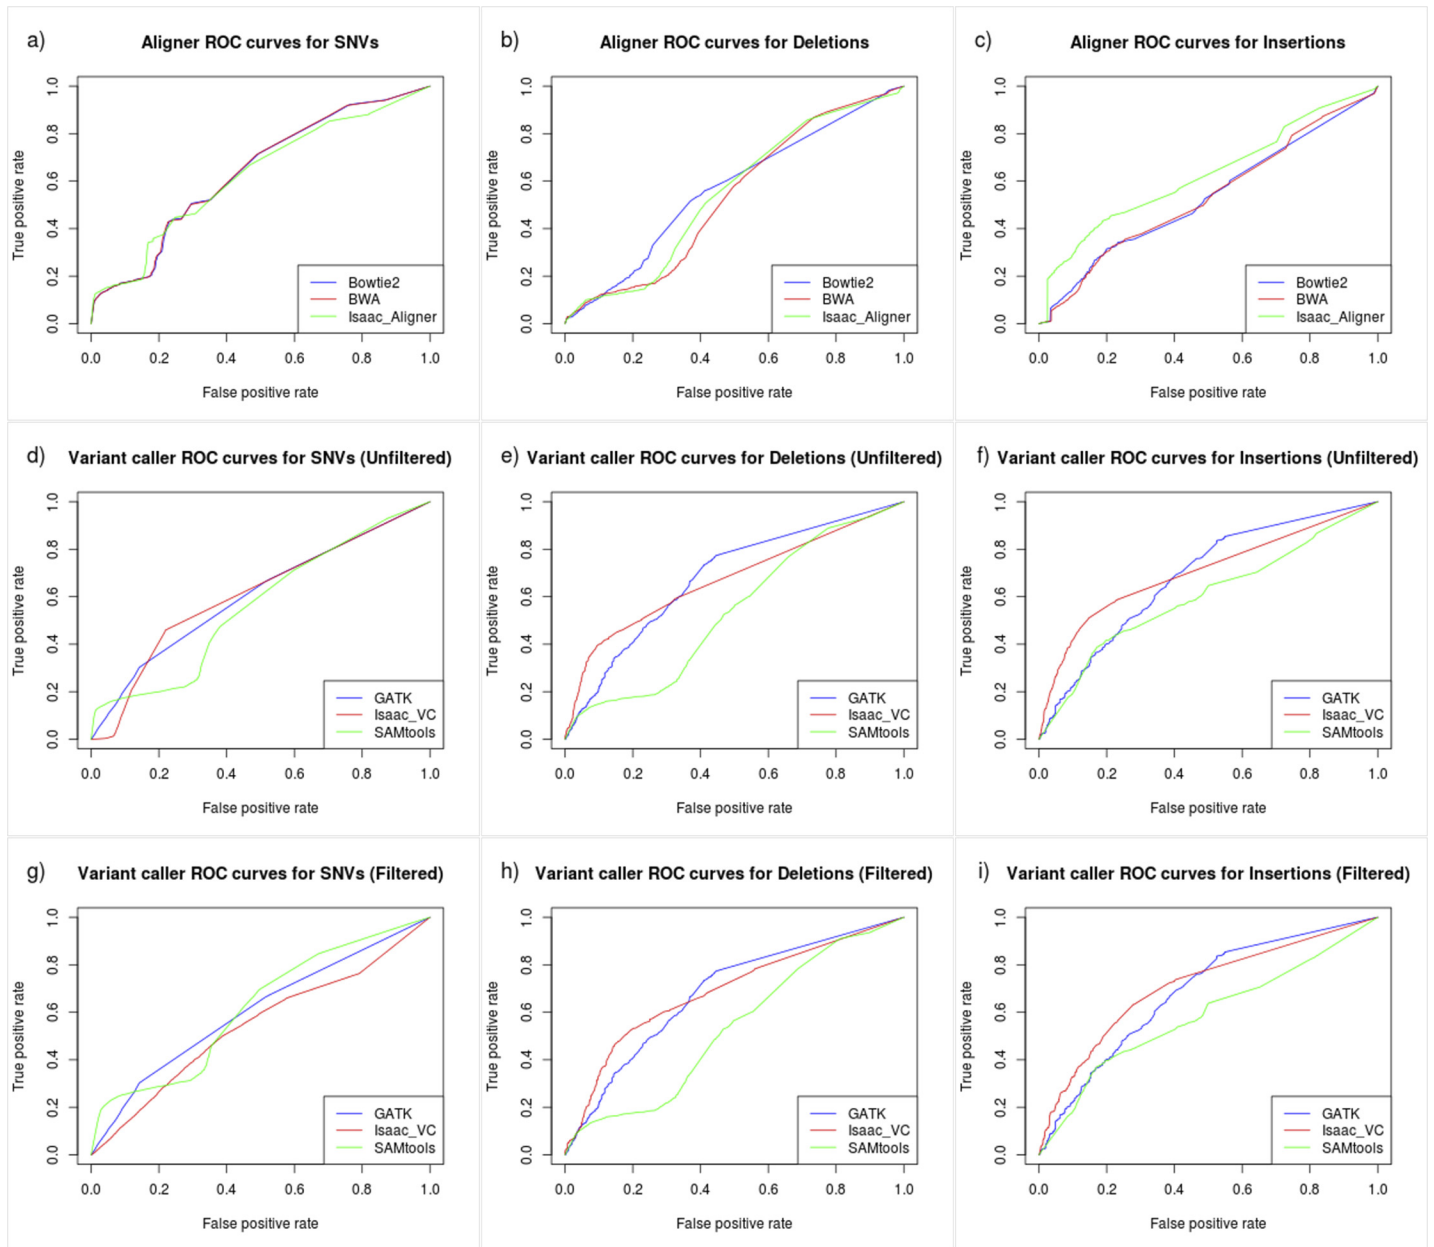 a) Aligner ROC curves for SNVs
True positive rate
0.0 0.2 0.4 0.6 0.8 1.0
Bowtie2
BWA
Isaac_Aligner
0.0 0.2 0.4 0.6 0.8 1.0
False positive rate
b) Aligner ROC curves for Deletions
True positive rate
0.0 0.2 0.4 0.6 0.8 1.0
Bowtie2
BWA
Isaac_Aligner
0.0 0.2 0.4 0.6 0.8 1.0
False positive rate
c) Aligner ROC curves for Insertions
True positive rate
0.0 0.2 0.4 0.6 0.8 1.0
Bowtie2
BWA
Isaac_Aligner
0.0 0.2 0.4 0.6 0.8 1.0
False positive rate
d) Variant caller ROC curves for SNVs (Unfiltered)
True positive rate
0.0 0.2 0.4 0.6 0.8 1.0
GATK
Isaac_VC
SAMtools
0.0 0.2 0.4 0.6 0.8 1.0
False positive rate
e) Variant caller ROC curves for Deletions (Unfiltered)
True positive rate
0.0 0.2 0.4 0.6 0.8 1.0
GATK
Isaac_VC
SAMtools
0.0 0.2 0.4 0.6 0.8 1.0
False positive rate
f) Variant caller ROC curves for Insertions (Unfiltered)
True positive rate
0.0 0.2 0.4 0.6 0.8 1.0
GATK
Isaac_VC
SAMtools
0.0 0.2 0.4 0.6 0.8 1.0
False positive rate
g) Variant caller ROC curves for SNVs (Filtered)
True positive rate
0.0 0.2 0.4 0.6 0.8 1.0
GATK
Isaac_VC
SAMtools
0.0 0.2 0.4 0.6 0.8 1.0
False positive rate
h) Variant caller ROC curves for Deletions (Filtered)
True positive rate
0.0 0.2 0.4 0.6 0.8 1.0
GATK
Isaac_VC
SAMtools
0.0 0.2 0.4 0.6 0.8 1.0
False positive rate
i) Variant caller ROC curves for Insertions (Filtered)
True positive rate
0.0 0.2 0.4 0.6 0.8 1.0
GATK
Isaac_VC
SAMtools
0.0 0.2 0.4 0.6 0.8 1.0
False positive rate